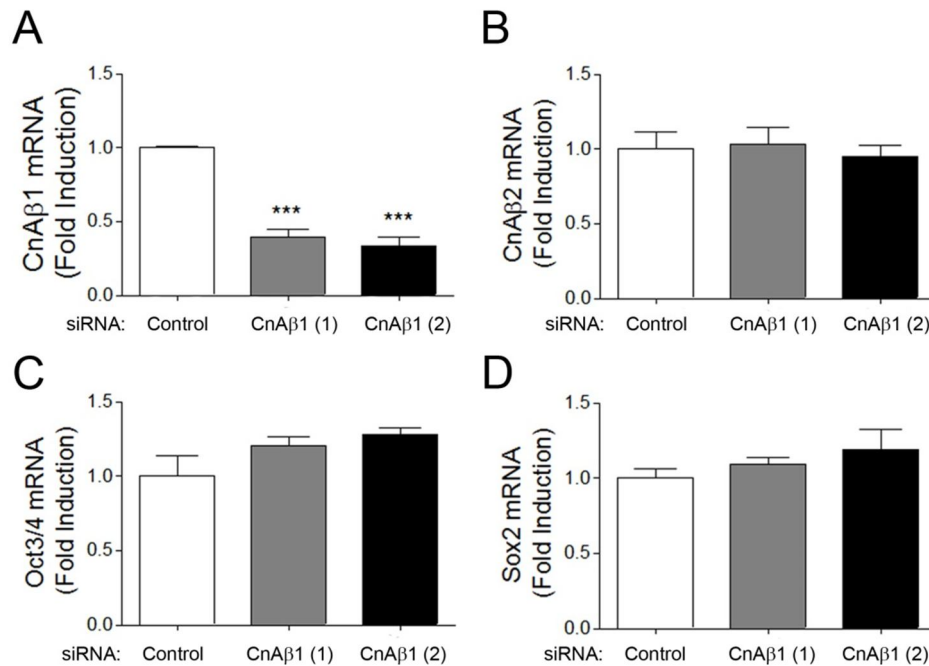 A
CnAβ1 mRNA
(Fold Induction)
1.5
1.0
0.5
0.0
***
***
siRNA: Control CnAβ1 (1) CnAβ1 (2)
B
CnAβ2 mRNA
(Fold Induction)
1.5
1.0
0.5
0.0
siRNA: Control CnAβ1 (1) CnAβ1 (2)
C
Oct3/4 mRNA
(Fold Induction)
1.5
1.0
0.5
0.0
siRNA: Control CnAβ1 (1) CnAβ1 (2)
D
Sox2 mRNA
(Fold Induction)
1.5
1.0
0.5
0.0
siRNA: Control CnAβ1 (1) CnAβ1 (2)